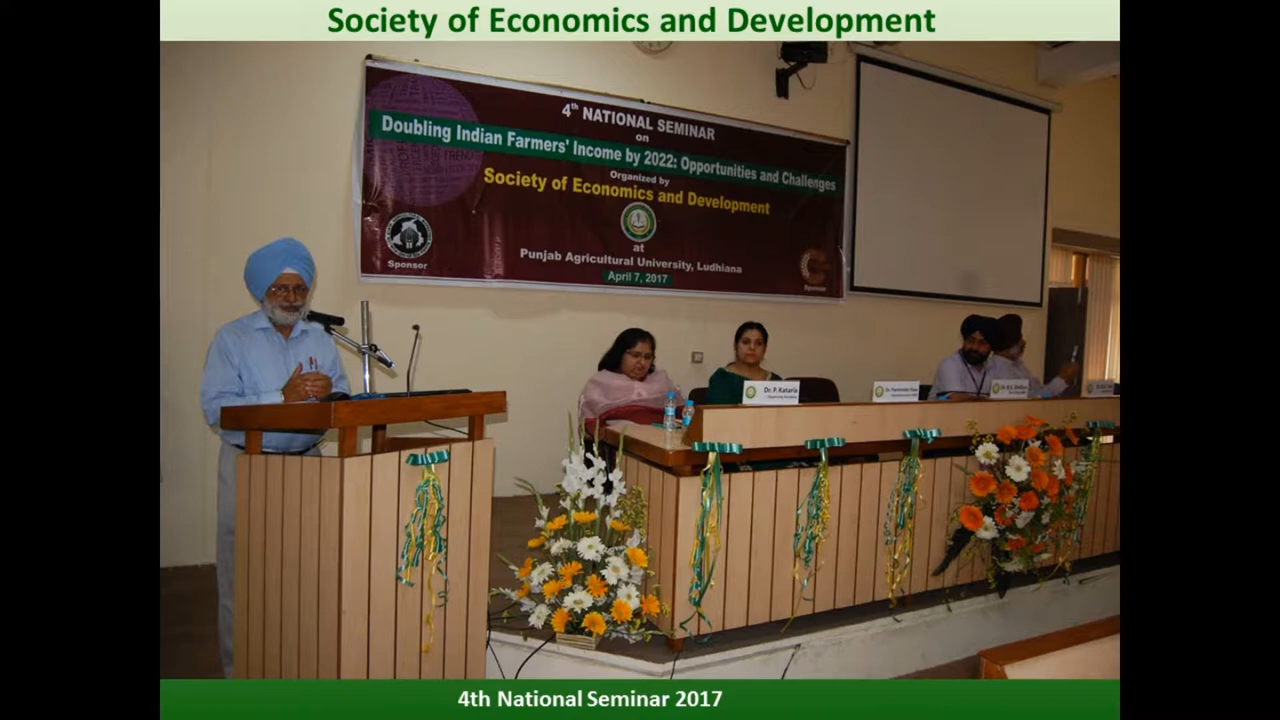 Society of Economics and Development
4th NATIONAL SEMINAR
on
Doubling Indian Farmers' Income by 2022: Opportunities and Challenges
Organized by
Society of Economics and Development
at
Punjab Agricultural University, Ludhiana
April 7, 2017
Sponsor
Sponsor
TRENDS
Dr. P. Kataria
4th National Seminar 2017